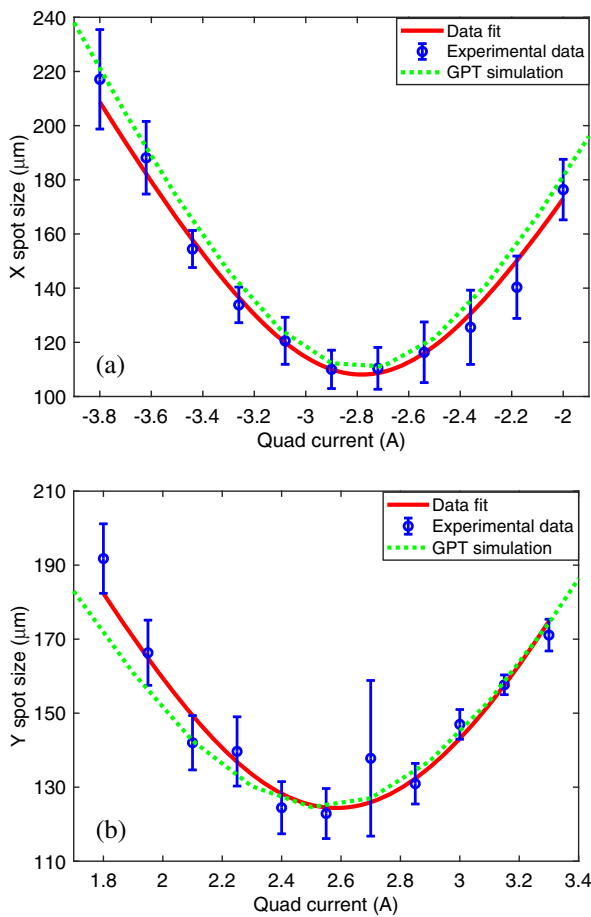 240
220
200
180
160
140
120
100
X spot size (μm)
Data fit
Experimental data
GPT simulation
(a)
-3.8 -3.6 -3.4 -3.2 -3 -2.8 -2.6 -2.4 -2.2 -2
Quad current (A)
210
190
170
150
130
110
Y spot size (μm)
Data fit
Experimental data
GPT simulation
(b)
1.8 2 2.2 2.4 2.6 2.8 3 3.2 3.4
Quad current (A)